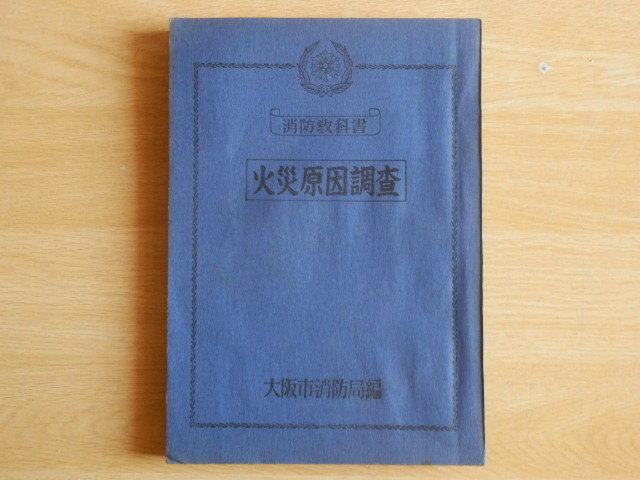 消防教科書
火災原因調査
大阪市消防局編